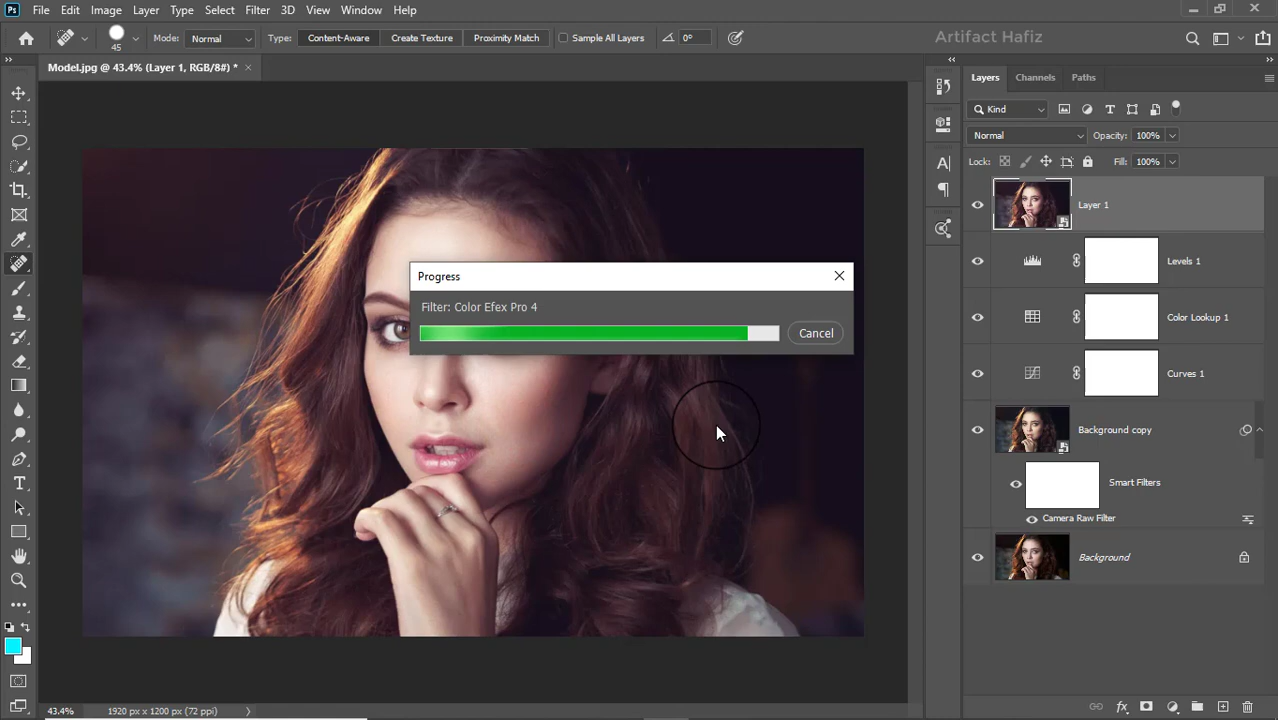 Ps File Edit Image Layer Type Select Filter 3D View Window Help
45 Mode: Normal Type: Content-Aware Create Texture Proximity Match Sample All Layers 0° Artifact Hafiz
Model.jpg @ 43.4% (Layer 1, RGB/8#) *
Layers Channels Paths
Kind
Normal Opacity: 100%
Lock: Fill: 100%
Layer 1
Levels 1
Progress
Filter: Color Efex Pro 4
Cancel
Color Lookup 1
Curves 1
Background copy
Smart Filters
Camera Raw Filter
Background
43.4% 1920 px x 1200 px (72 ppi)